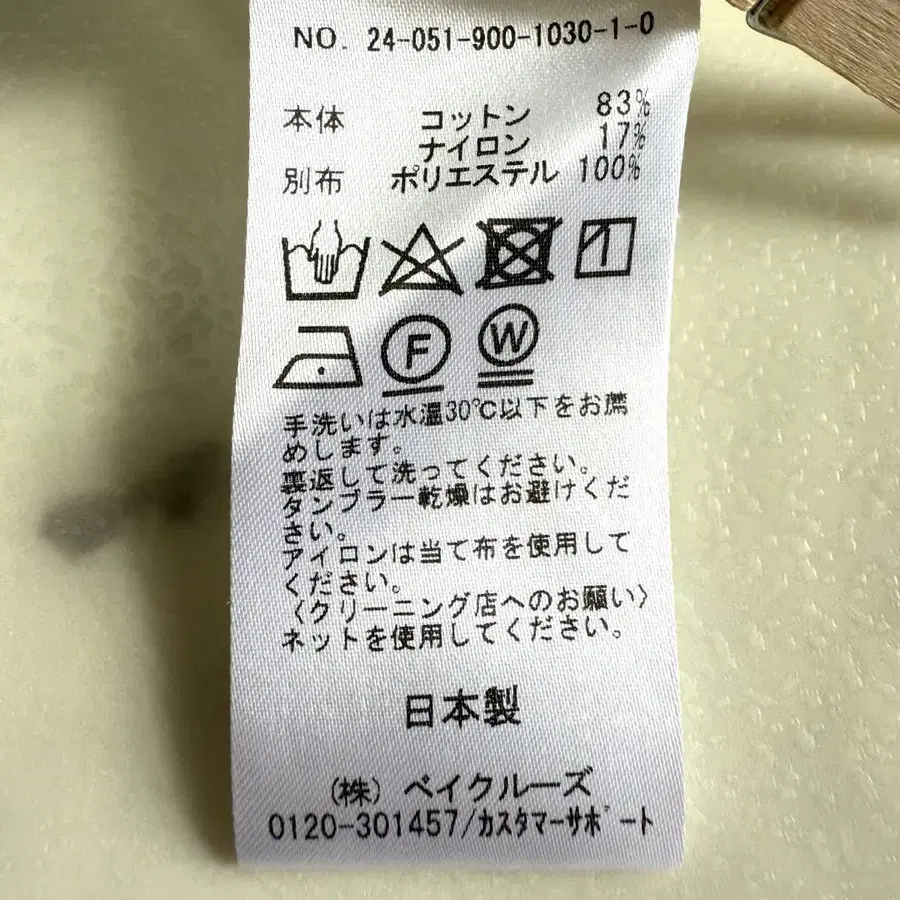 NO. 24-051-900-1030-1-0
本体 コットン 83%
ナイロン 17%
別布 ポリエステル 100%
F W
手洗いは水温30℃以下をお薦
めします。
裏返して洗ってください。
タンブラー乾燥はお避けくだ
さい。
アイロンは当て布を使用して
ください。
〈クリーニング店へのお願い〉
ネットを使用してください。
日本製
(株) ベイクルーズ
0120-301457/カスタマーサポート